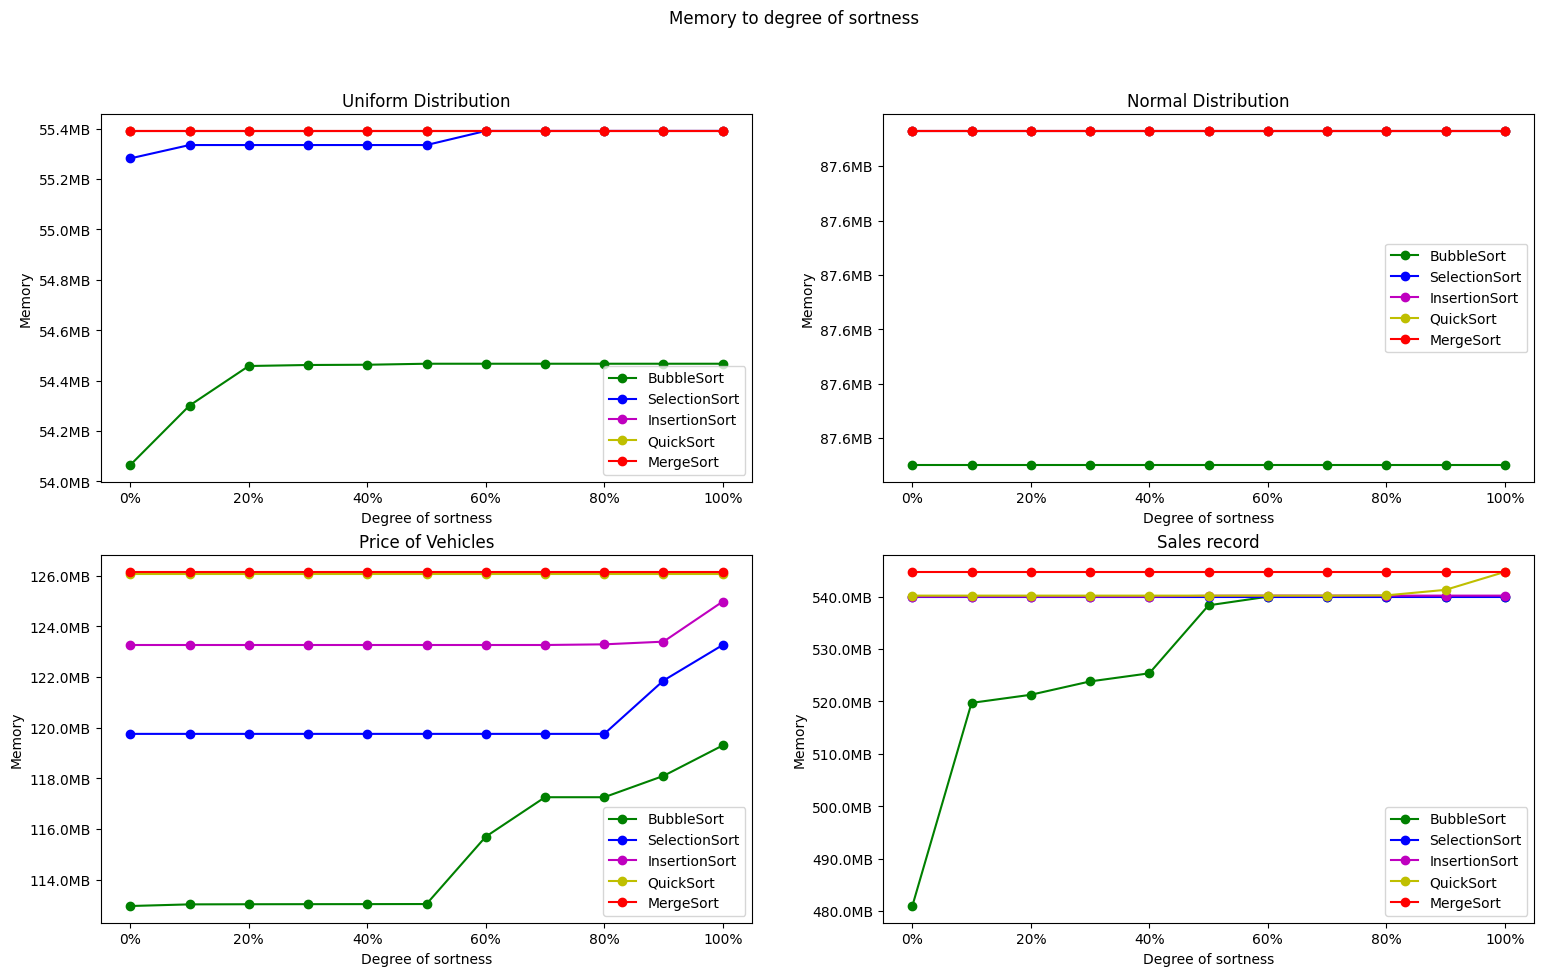 Memory to degree of sortness
Uniform Distribution
55.4MB
55.2MB
55.0MB
54.8MB
54.6MB
54.4MB
54.2MB
54.0MB
Memory
BubbleSort
SelectionSort
InsertionSort
QuickSort
MergeSort
0% 20% 40% 60% 80% 100%
Degree of sortness
Normal Distribution
87.6MB
87.6MB
87.6MB
87.6MB
87.6MB
87.6MB
Memory
BubbleSort
SelectionSort
InsertionSort
QuickSort
MergeSort
0% 20% 40% 60% 80% 100%
Degree of sortness
Price of Vehicles
126.0MB
124.0MB
122.0MB
120.0MB
118.0MB
116.0MB
114.0MB
Memory
BubbleSort
SelectionSort
InsertionSort
QuickSort
MergeSort
0% 20% 40% 60% 80% 100%
Degree of sortness
Sales record
540.0MB
530.0MB
520.0MB
510.0MB
500.0MB
490.0MB
480.0MB
Memory
BubbleSort
SelectionSort
InsertionSort
QuickSort
MergeSort
0% 20% 40% 60% 80% 100%
Degree of sortness